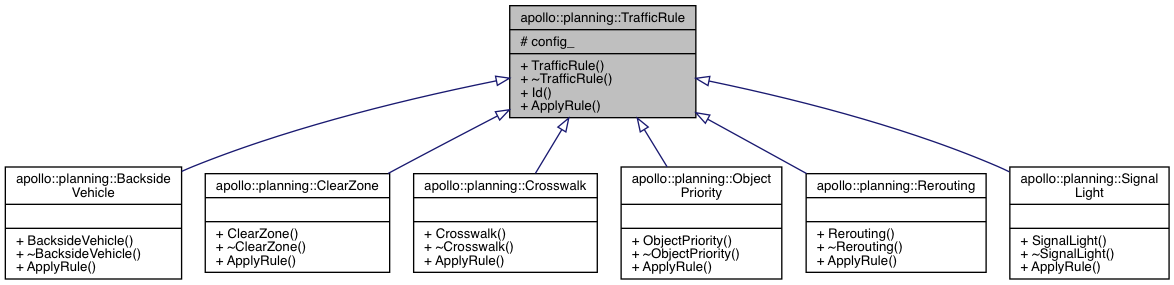 apollo::planning::TrafficRule
# config_
+ TrafficRule()
+ ~TrafficRule()
+ Id()
+ ApplyRule()
apollo::planning::Backside
Vehicle
+ BacksideVehicle()
+ ~BacksideVehicle()
+ ApplyRule()
apollo::planning::ClearZone
+ ClearZone()
+ ~ClearZone()
+ ApplyRule()
apollo::planning::Crosswalk
+ Crosswalk()
+ ~Crosswalk()
+ ApplyRule()
apollo::planning::Object
Priority
+ ObjectPriority()
+ ~ObjectPriority()
+ ApplyRule()
apollo::planning::Rerouting
+ Rerouting()
+ ~Rerouting()
+ ApplyRule()
apollo::planning::Signal
Light
+ SignalLight()
+ ~SignalLight()
+ ApplyRule()